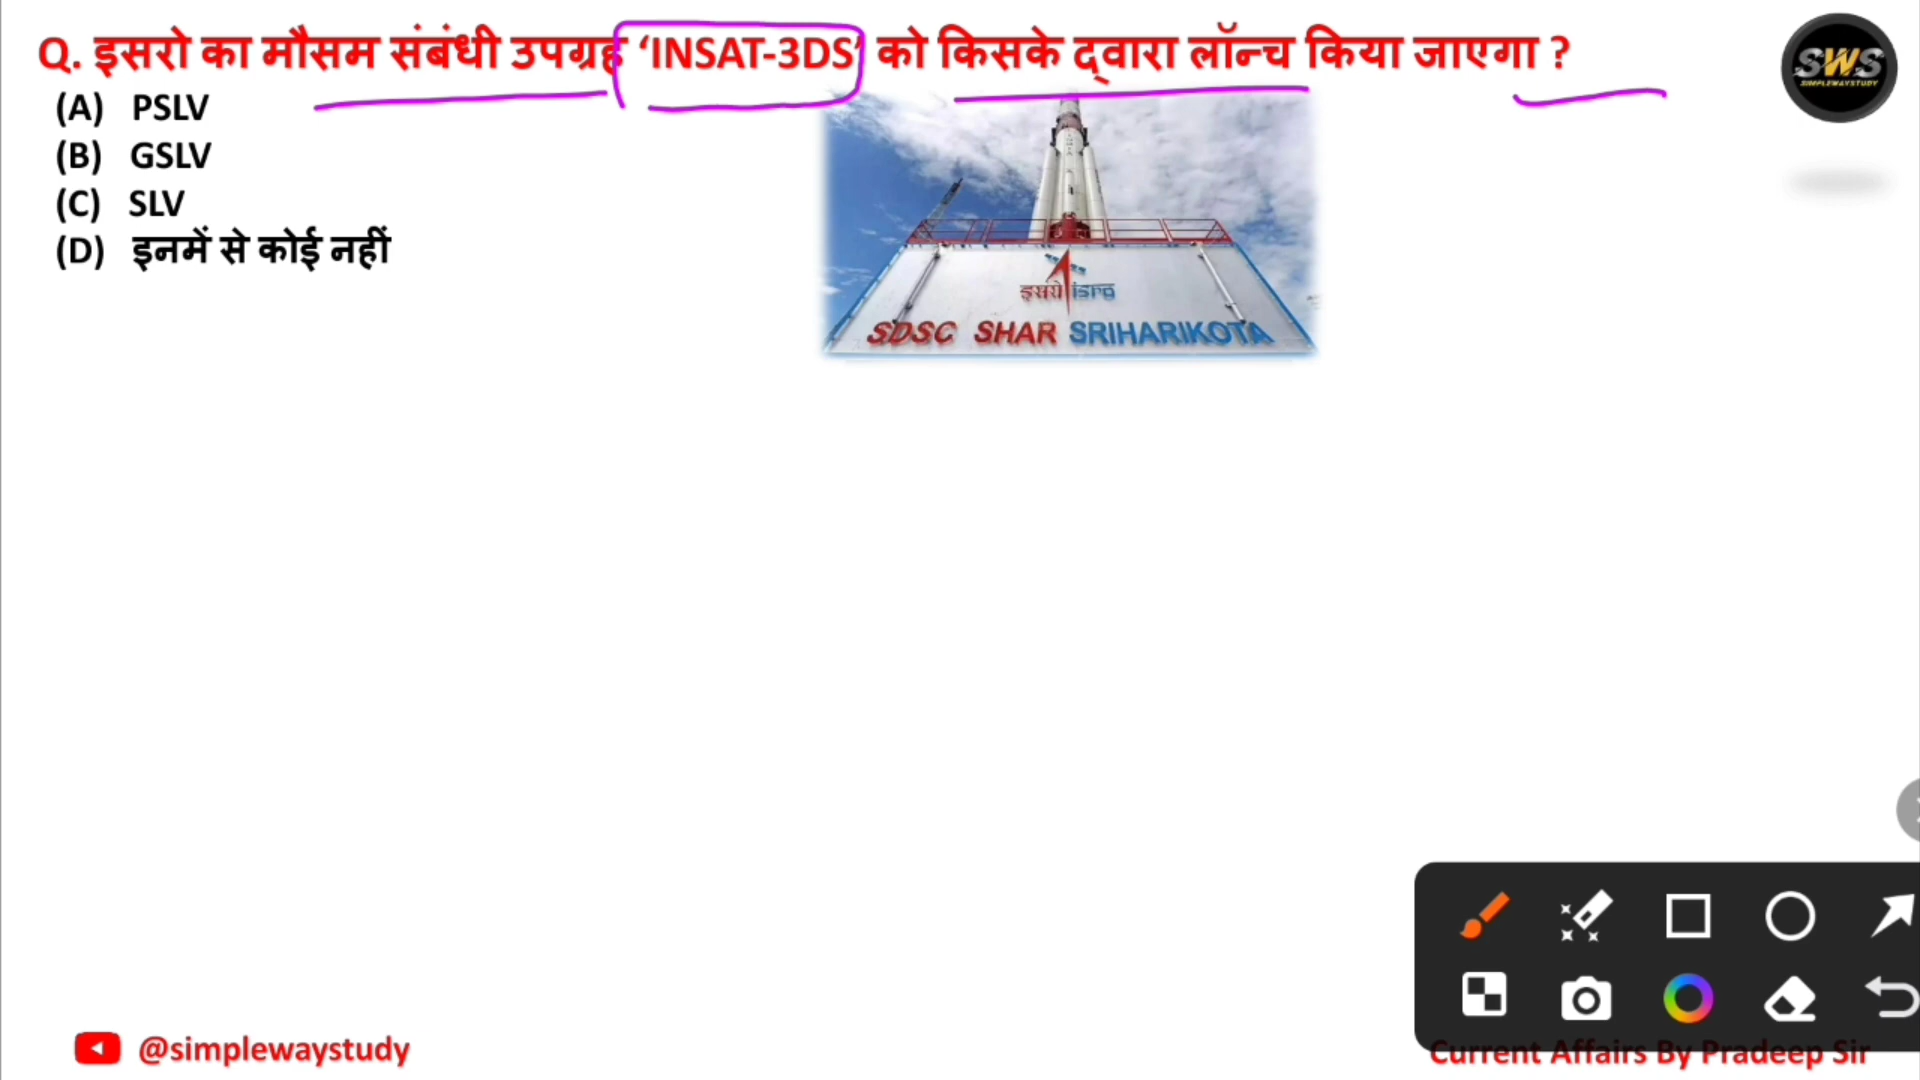 Q. इसरो का मौसम संबंधी उपग्रह ‘INSAT-3DS’ को किसके द्वारा लॉन्च किया जाएगा ?
SWS
SIMPLEWAYSTUDY
(A) PSLV
(B) GSLV
(C) SLV
(D) इनमें से कोई नहीं
इसरो isro
SDSC SHAR SRIHARIKOTA
@simplewaystudy
Current Affairs By Pradeep Sir